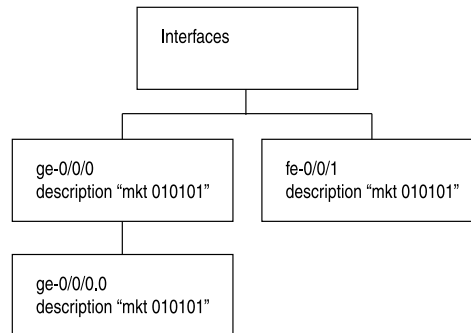 Interfaces
ge-0/0/0
description “mkt 010101”
fe-0/0/1
description “mkt 010101”
ge-0/0/0.0
description “mkt 010101”